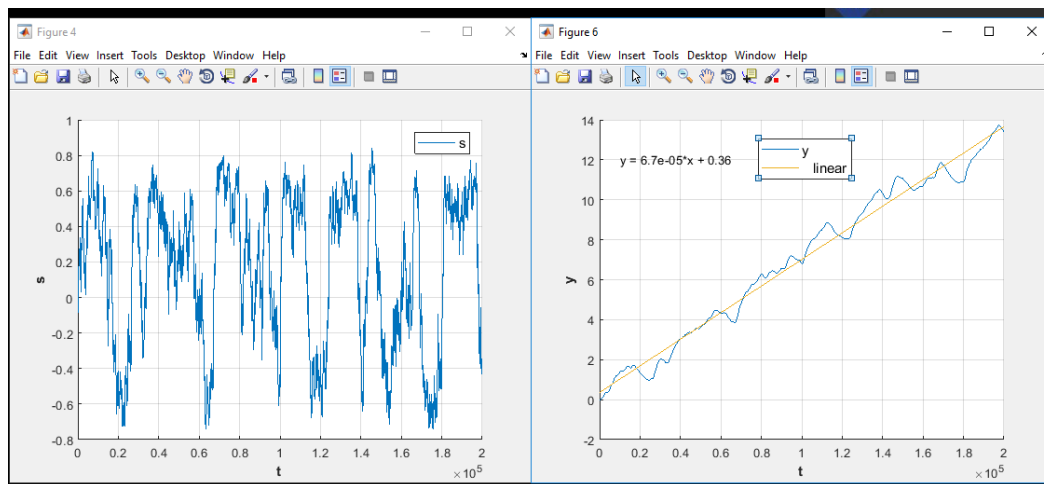 Figure 4
File Edit View Insert Tools Desktop Window Help
1
0.8
0.6
0.4
0.2
0
-0.2
-0.4
-0.6
-0.8
s
s
0 0.2 0.4 0.6 0.8 1 1.2 1.4 1.6 1.8 2
t
× 10^5
Figure 6
File Edit View Insert Tools Desktop Window Help
14
12
10
8
6
4
2
0
-2
y
y = 6.7e-05*x + 0.36
y
linear
0 0.2 0.4 0.6 0.8 1 1.2 1.4 1.6 1.8 2
t
× 10^5